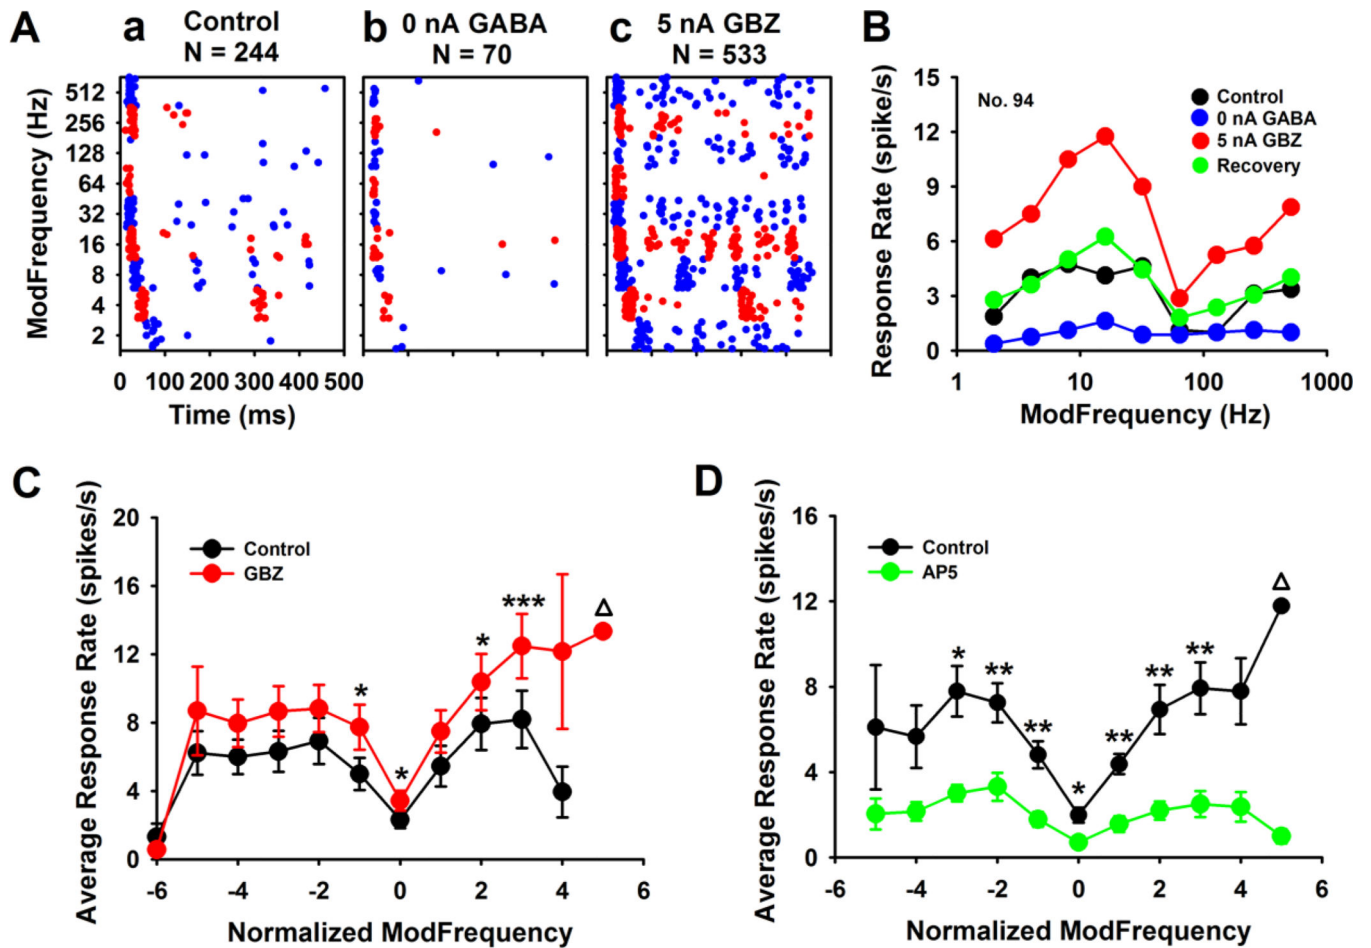 A
a
Control
N = 244
b
0 nA GABA
N = 70
c
5 nA GBZ
N = 533
ModFrequency (Hz)
512
256
128
64
32
16
8
4
2
0 100 200 300 400 500
Time (ms)
B
Response Rate (spike/s)
15
12
9
6
3
0
No. 94
Control
0 nA GABA
5 nA GBZ
Recovery
1 10 100 1000
ModFrequency (Hz)
C
Average Response Rate (spikes/s)
20
16
12
8
4
0
Control
GBZ
*
*
*
***
Δ
-6 -4 -2 0 2 4 6
Normalized ModFrequency
D
Average Response Rate (spikes/s)
16
12
8
4
0
Control
AP5
*
**
**
*
**
**
**
Δ
-6 -4 -2 0 2 4 6
Normalized ModFrequency